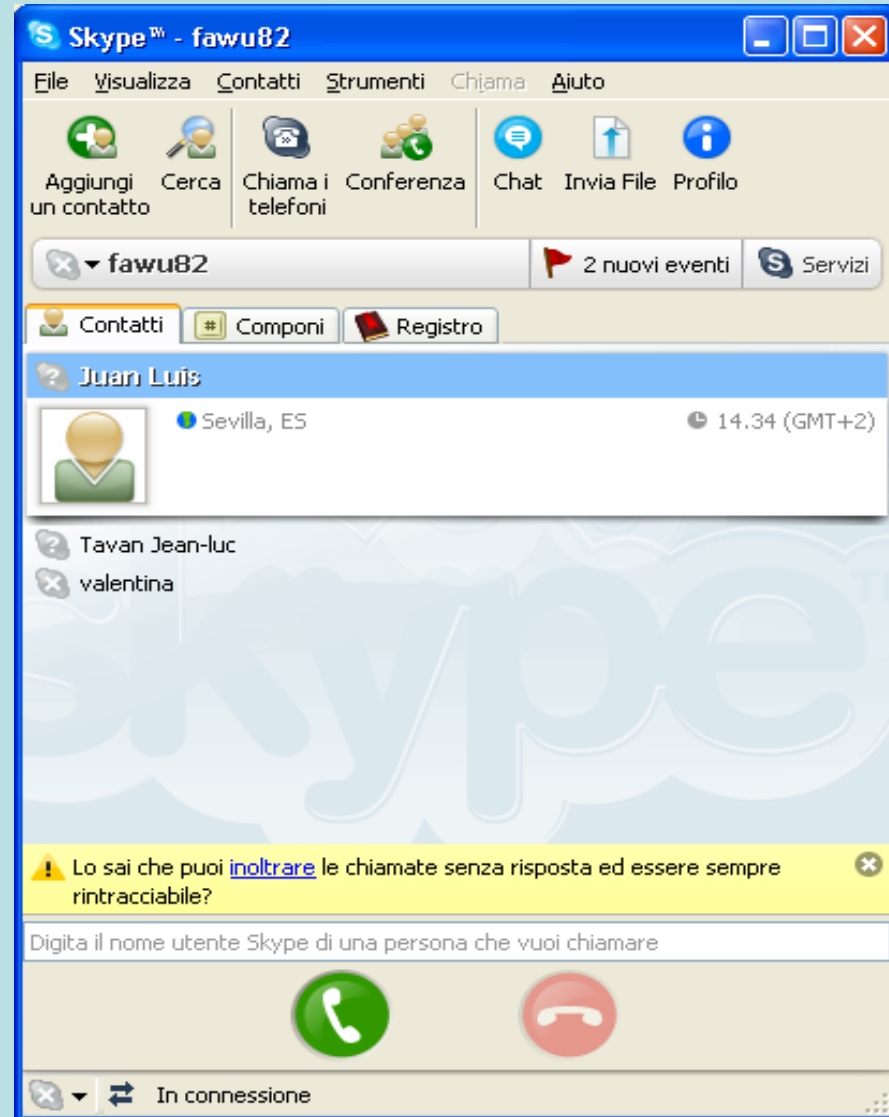 Skype™ - fawu82
File Visualizza Contatti Strumenti Chiama Aiuto
Aggiungi un contatto
Cerca
Chiama i telefoni
Conferenza
Chat
Invia File
Profilo
fawu82
2 nuovi eventi
Servizi
Contatti
Componi
Registro
Juan Luis
Sevilla, ES
14.34 (GMT+2)
Tavan Jean-luc
valentina
skype
TM
Lo sai che puoi inoltrare le chiamate senza risposta ed essere sempre
rintracciabile?
Digita il nome utente Skype di una persona che vuoi chiamare
In connessione